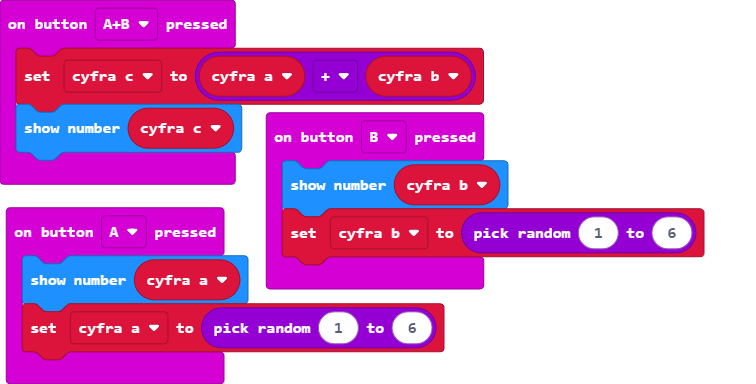 on button A+B pressed
set cyfra c to cyfra a + cyfra b
show number cyfra c
on button B pressed
show number cyfra b
set cyfra b to pick random 1 to 6
on button A pressed
show number cyfra a
set cyfra a to pick random 1 to 6